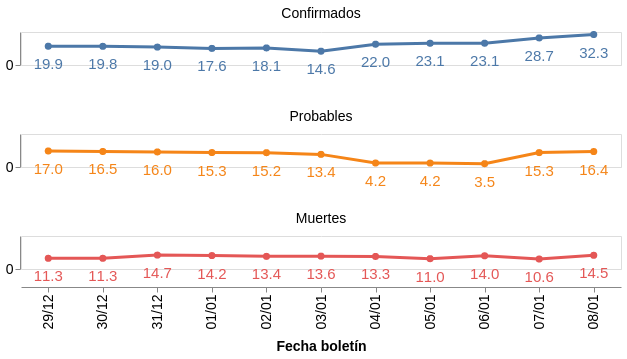 Confirmados
0
19.9 19.8 19.0 17.6 18.1 14.6 22.0 23.1 23.1 28.7 32.3
Probables
0
17.0 16.5 16.0 15.3 15.2 13.4 4.2 4.2 3.5 15.3 16.4
Muertes
0
11.3 11.3 14.7 14.2 13.4 13.6 13.3 11.0 14.0 10.6 14.5
29/12 30/12 31/12 01/01 02/01 03/01 04/01 05/01 06/01 07/01 08/01
Fecha boletín